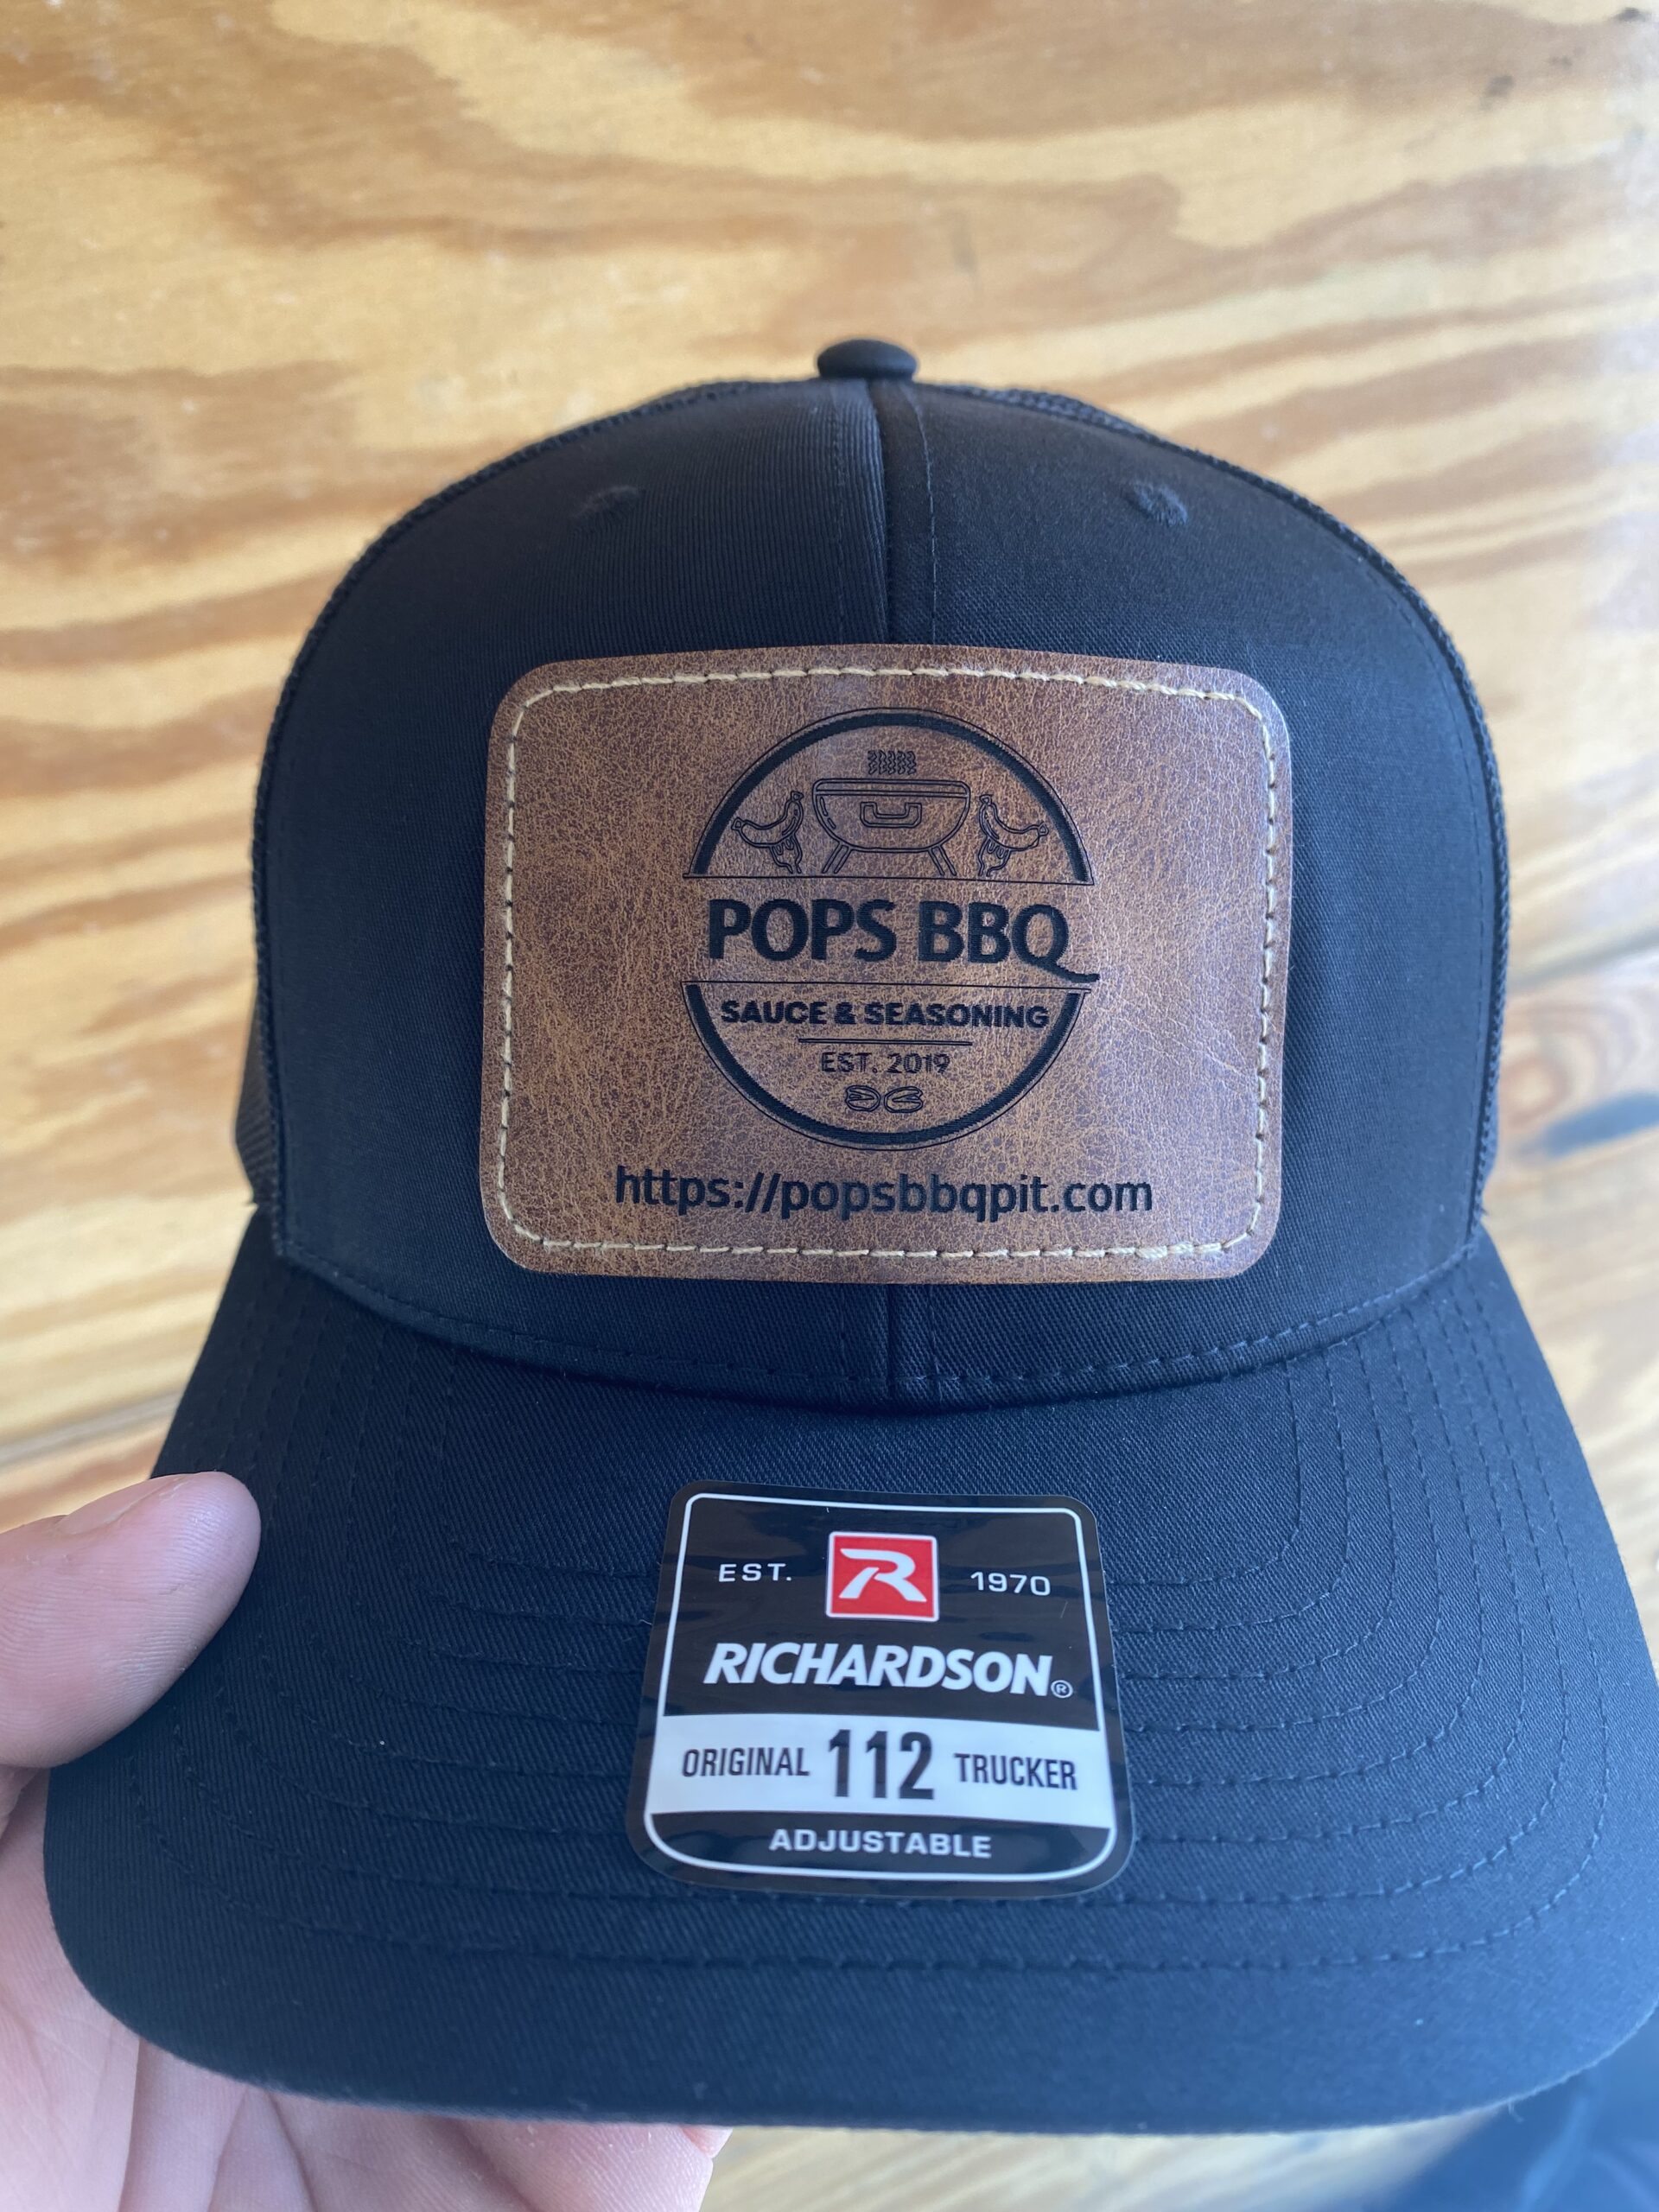 POPS BBQ
SAUCE & SEASONING
EST. 2019
https://popsbbqpit.com
EST. R 1970
RICHARDSON®
ORIGINAL 112 TRUCKER
ADJUSTABLE